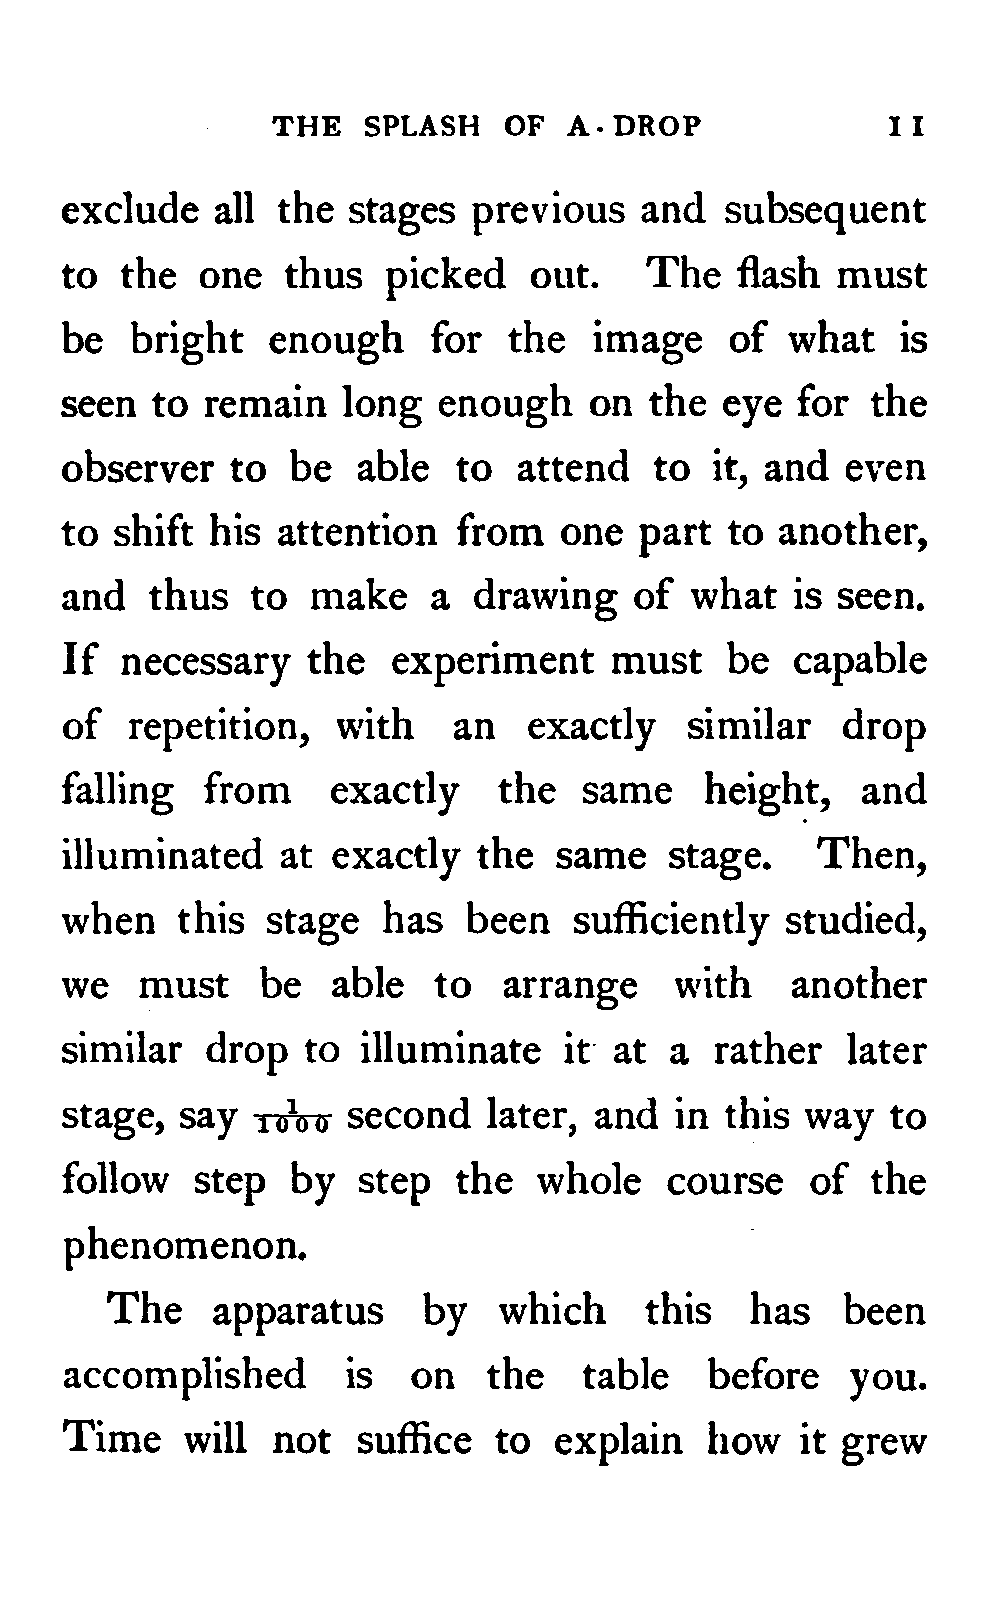 THE SPLASH OF A DROP 11
exclude all the stages previous and subsequent
to the one thus picked out. The flash must
be bright enough for the image of what is
seen to remain long enough on the eye for the
observer to be able to attend to it, and even
to shift his attention from one part to another,
and thus to make a drawing of what is seen.
If necessary the experiment must be capable
of repetition, with an exactly similar drop
falling from exactly the same height, and
illuminated at exactly the same stage. Then,
when this stage has been sufficiently studied,
we must be able to arrange with another
similar drop to illuminate it at a rather later
stage, say 1/1000 second later, and in this way to
follow step by step the whole course of the
phenomenon.
The apparatus by which this has been
accomplished is on the table before you.
Time will not suffice to explain how it grew